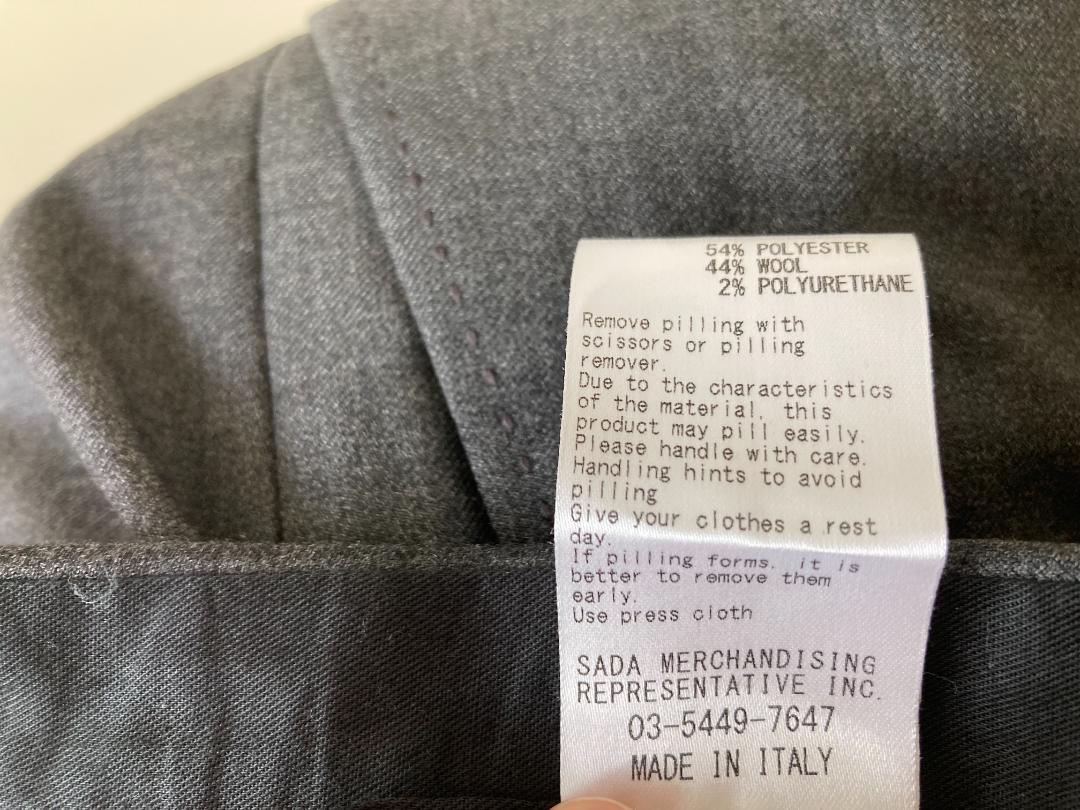 54% POLYESTER
44% WOOL
2% POLYURETHANE
Remove pilling with
scissors or pilling
remover.
Due to the characteristics
of the material, this
product may pill easily.
Please handle with care.
Handling hints to avoid
pilling
Give your clothes a rest
day.
If pilling forms, it is
better to remove them
early.
Use press cloth
SADA MERCHANDISING
REPRESENTATIVE INC.
03-5449-7647
MADE IN ITALY